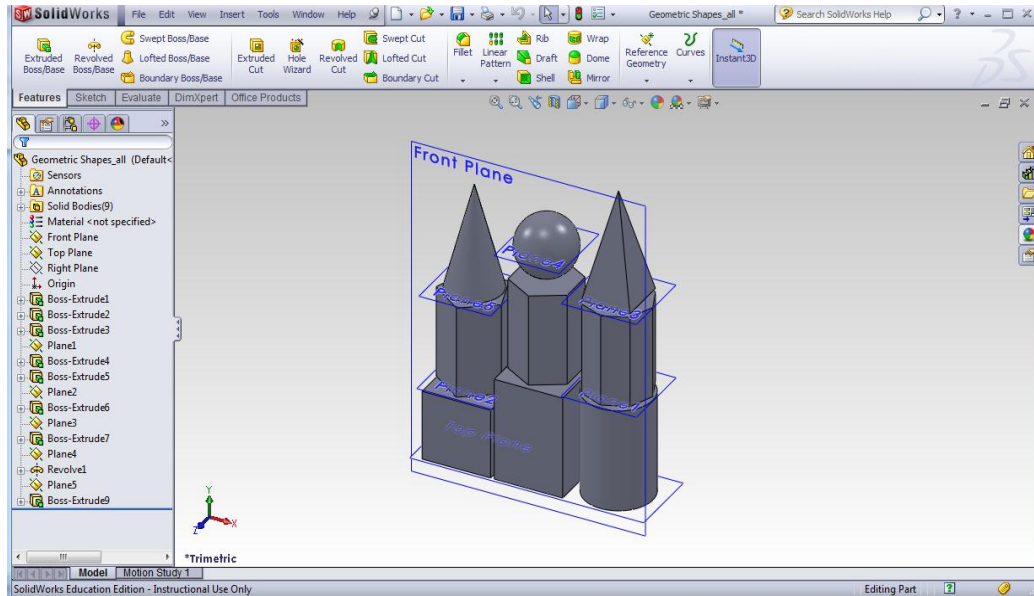 SolidWorks File Edit View Insert Tools Window Help Geometric Shapes_all * Search SolidWorks Help
Extruded Boss/Base
Revolved Boss/Base
Swept Boss/Base
Lofted Boss/Base
Boundary Boss/Base
Extruded Cut
Hole Wizard
Revolved Cut
Swept Cut
Lofted Cut
Boundary Cut
Fillet
Linear Pattern
Rib
Draft
Shell
Wrap
Dome
Mirror
Reference Geometry
Curves
Instant3D
Features Sketch Evaluate DimXpert Office Products
Geometric Shapes_all (Default<
Sensors
Annotations
Solid Bodies(9)
Material <not specified>
Front Plane
Top Plane
Right Plane
Origin
Boss-Extrude1
Boss-Extrude2
Boss-Extrude3
Plane1
Boss-Extrude4
Boss-Extrude5
Plane2
Boss-Extrude6
Plane3
Boss-Extrude7
Plane4
Revolve1
Plane5
Boss-Extrude9
Front Plane
Plane4
Plane5
Plane3
Plane2
Plane1
Top Plane
Y
X
Z
*Trimetric
Model Motion Study 1
SolidWorks Education Edition - Instructional Use Only Editing Part